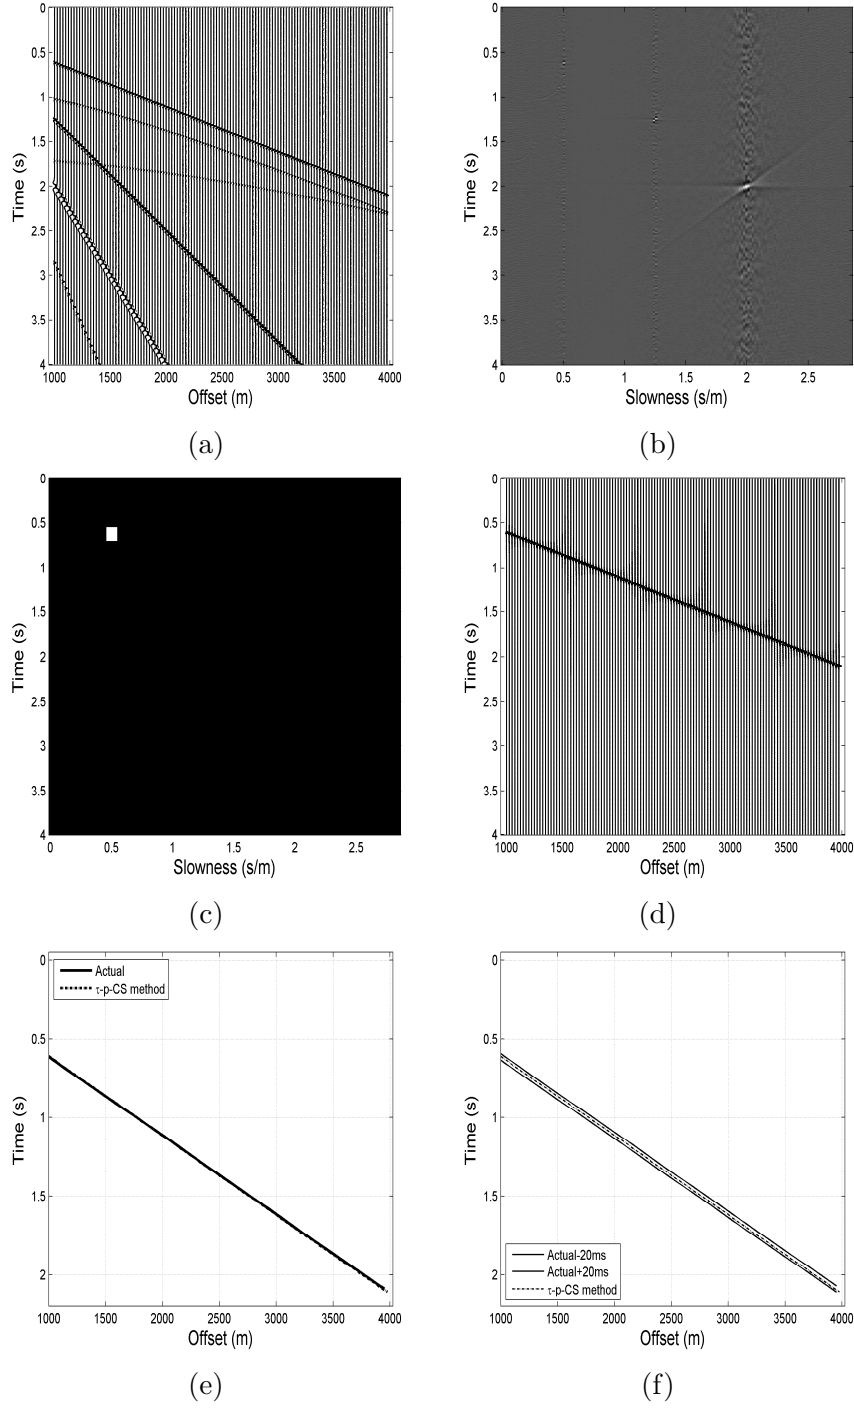 0
0.5
1
1.5
2
2.5
3
3.5
4
Time (s)
1000 1500 2000 2500 3000 3500 4000
Offset (m)
(a)
0
0.5
1
1.5
2
2.5
3
3.5
4
Time (s)
0 0.5 1 1.5 2 2.5
Slowness (s/m)
(b)
0
0.5
1
1.5
2
2.5
3
3.5
4
Time (s)
0 0.5 1 1.5 2 2.5
Slowness (s/m)
(c)
0
0.5
1
1.5
2
2.5
3
3.5
4
Time (s)
1000 1500 2000 2500 3000 3500 4000
Offset (m)
(d)
Actual
τ-p-CS method
0
0.5
1
1.5
2
Time (s)
1000 1500 2000 2500 3000 3500 4000
Offset (m)
(e)
0
0.5
1
1.5
2
Time (s)
Actual-20ms
Actual+20ms
τ-p-CS method
1000 1500 2000 2500 3000 3500 4000
Offset (m)
(f)